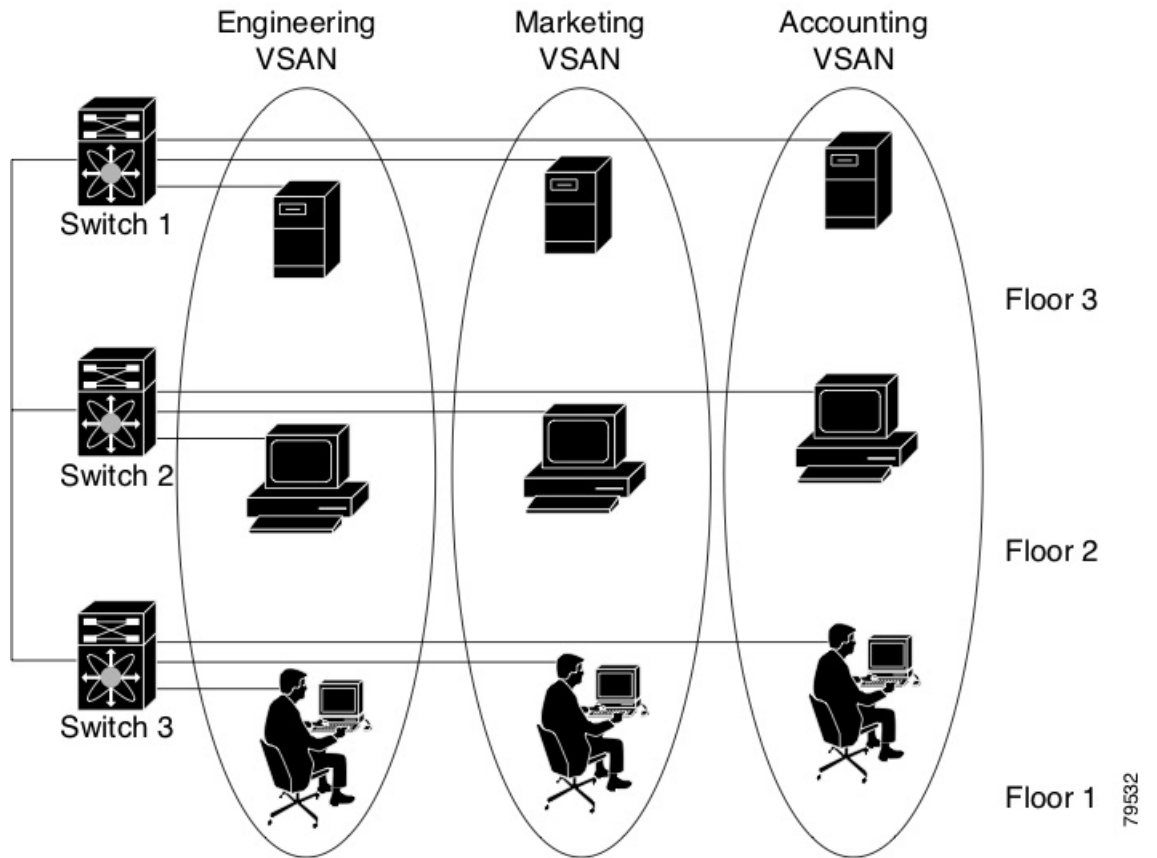 Engineering
VSAN
Marketing
VSAN
Accounting
VSAN
Switch 1
Floor 3
Switch 2
Floor 2
Switch 3
Floor 1
79532